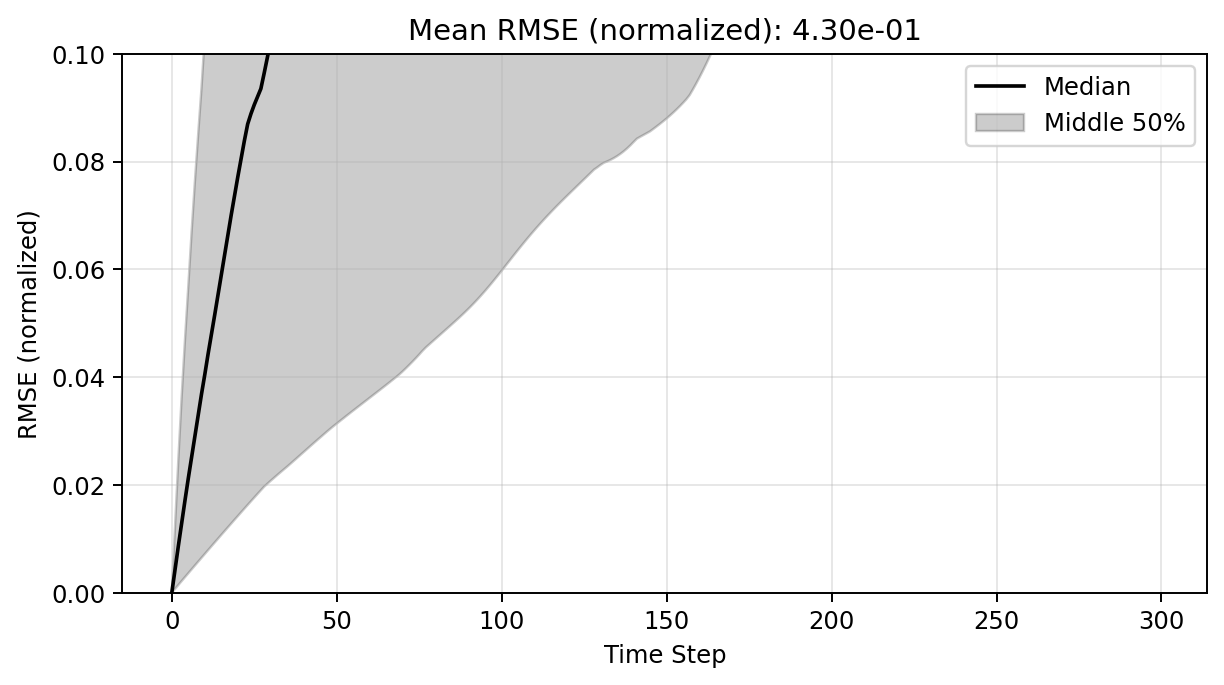 Mean RMSE (normalized): 4.30e-01
0.10
0.08
0.06
0.04
0.02
0.00
RMSE (normalized)
Median
Middle 50%
0 50 100 150 200 250 300
Time Step